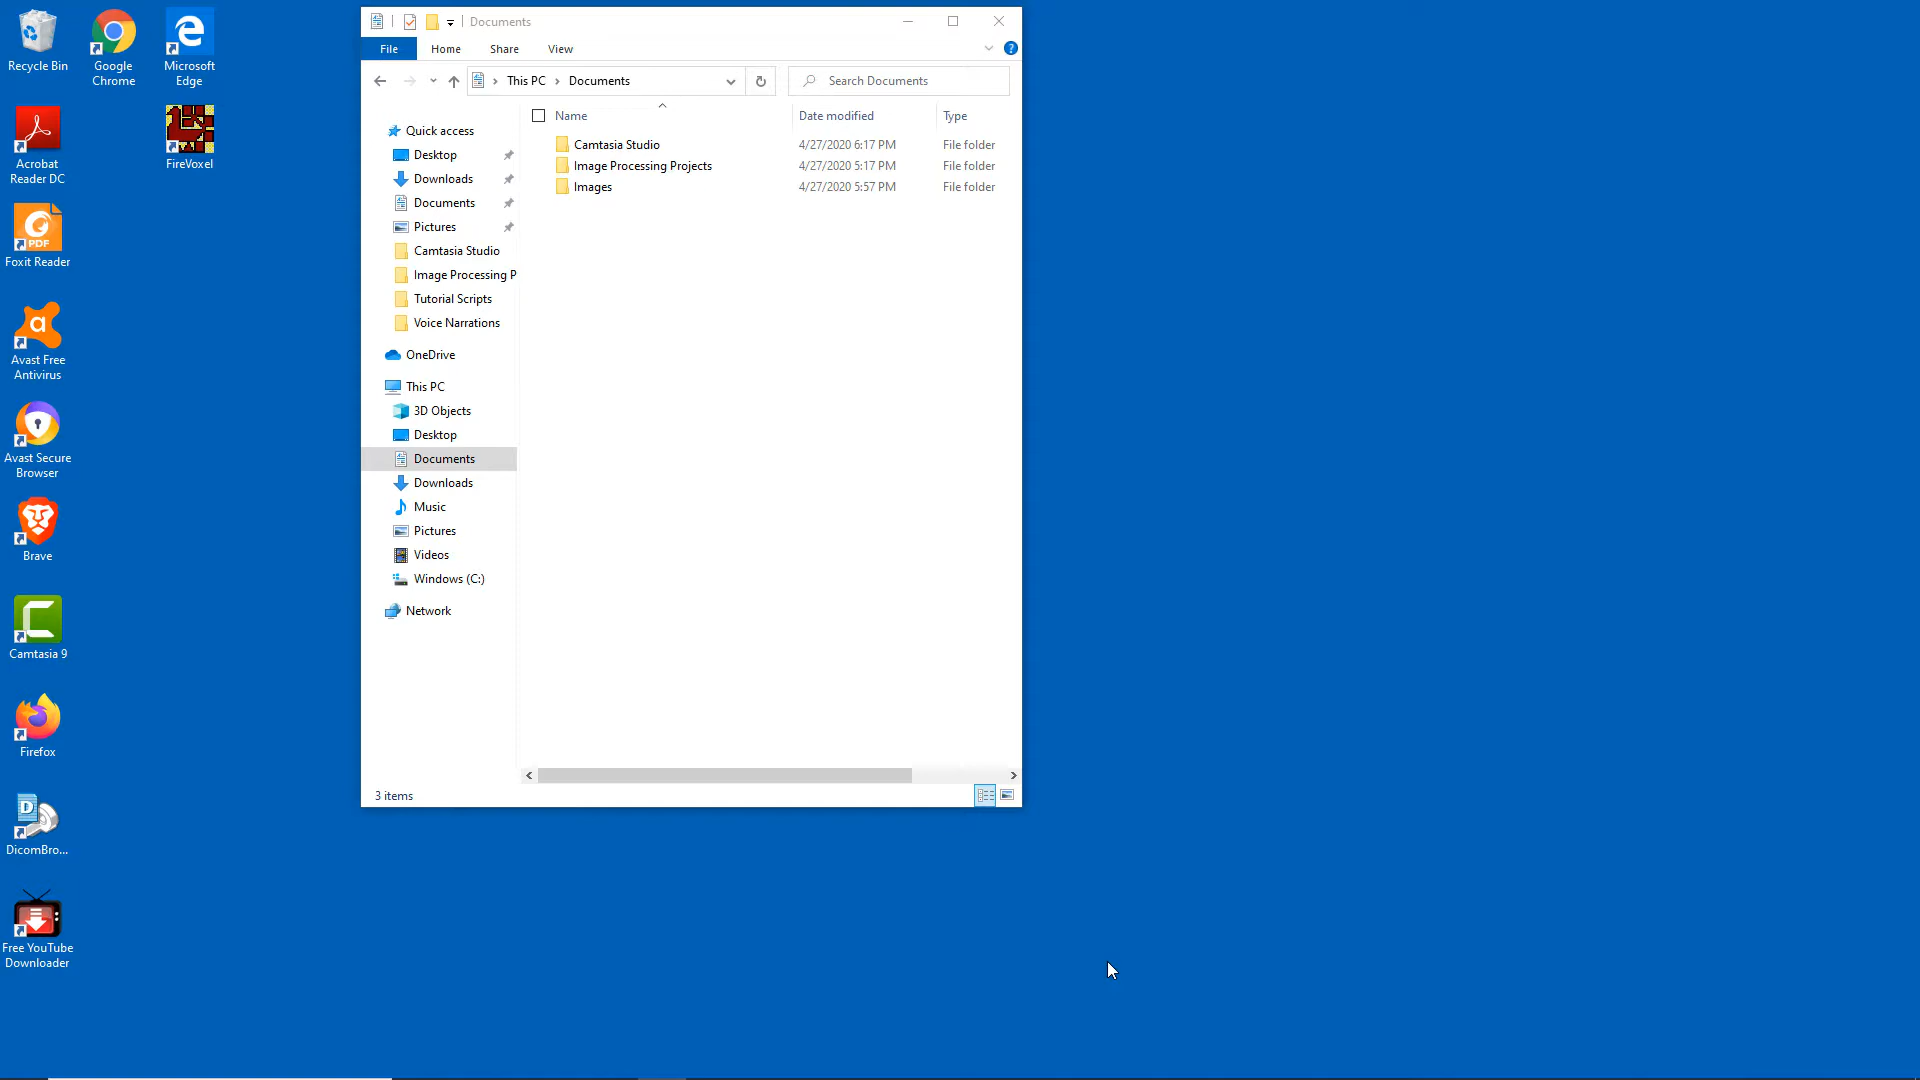 Recycle Bin
Google
Chrome
Microsoft
Edge
Acrobat
Reader DC
FireVoxel
PDF
Foxit Reader
Avast Free
Antivirus
Avast Secure
Browser
Brave
Camtasia 9
Firefox
D
DicomBro...
Free YouTube
Downloader
Documents
File Home Share View
This PC > Documents
Search Documents
Name Date modified Type
Camtasia Studio 4/27/2020 6:17 PM File folder
Image Processing Projects 4/27/2020 5:17 PM File folder
Images 4/27/2020 5:57 PM File folder
Quick access
Desktop
Downloads
Documents
Pictures
Camtasia Studio
Image Processing P
Tutorial Scripts
Voice Narrations
OneDrive
This PC
3D Objects
Desktop
Documents
Downloads
Music
Pictures
Videos
Windows (C:)
Network
3 items